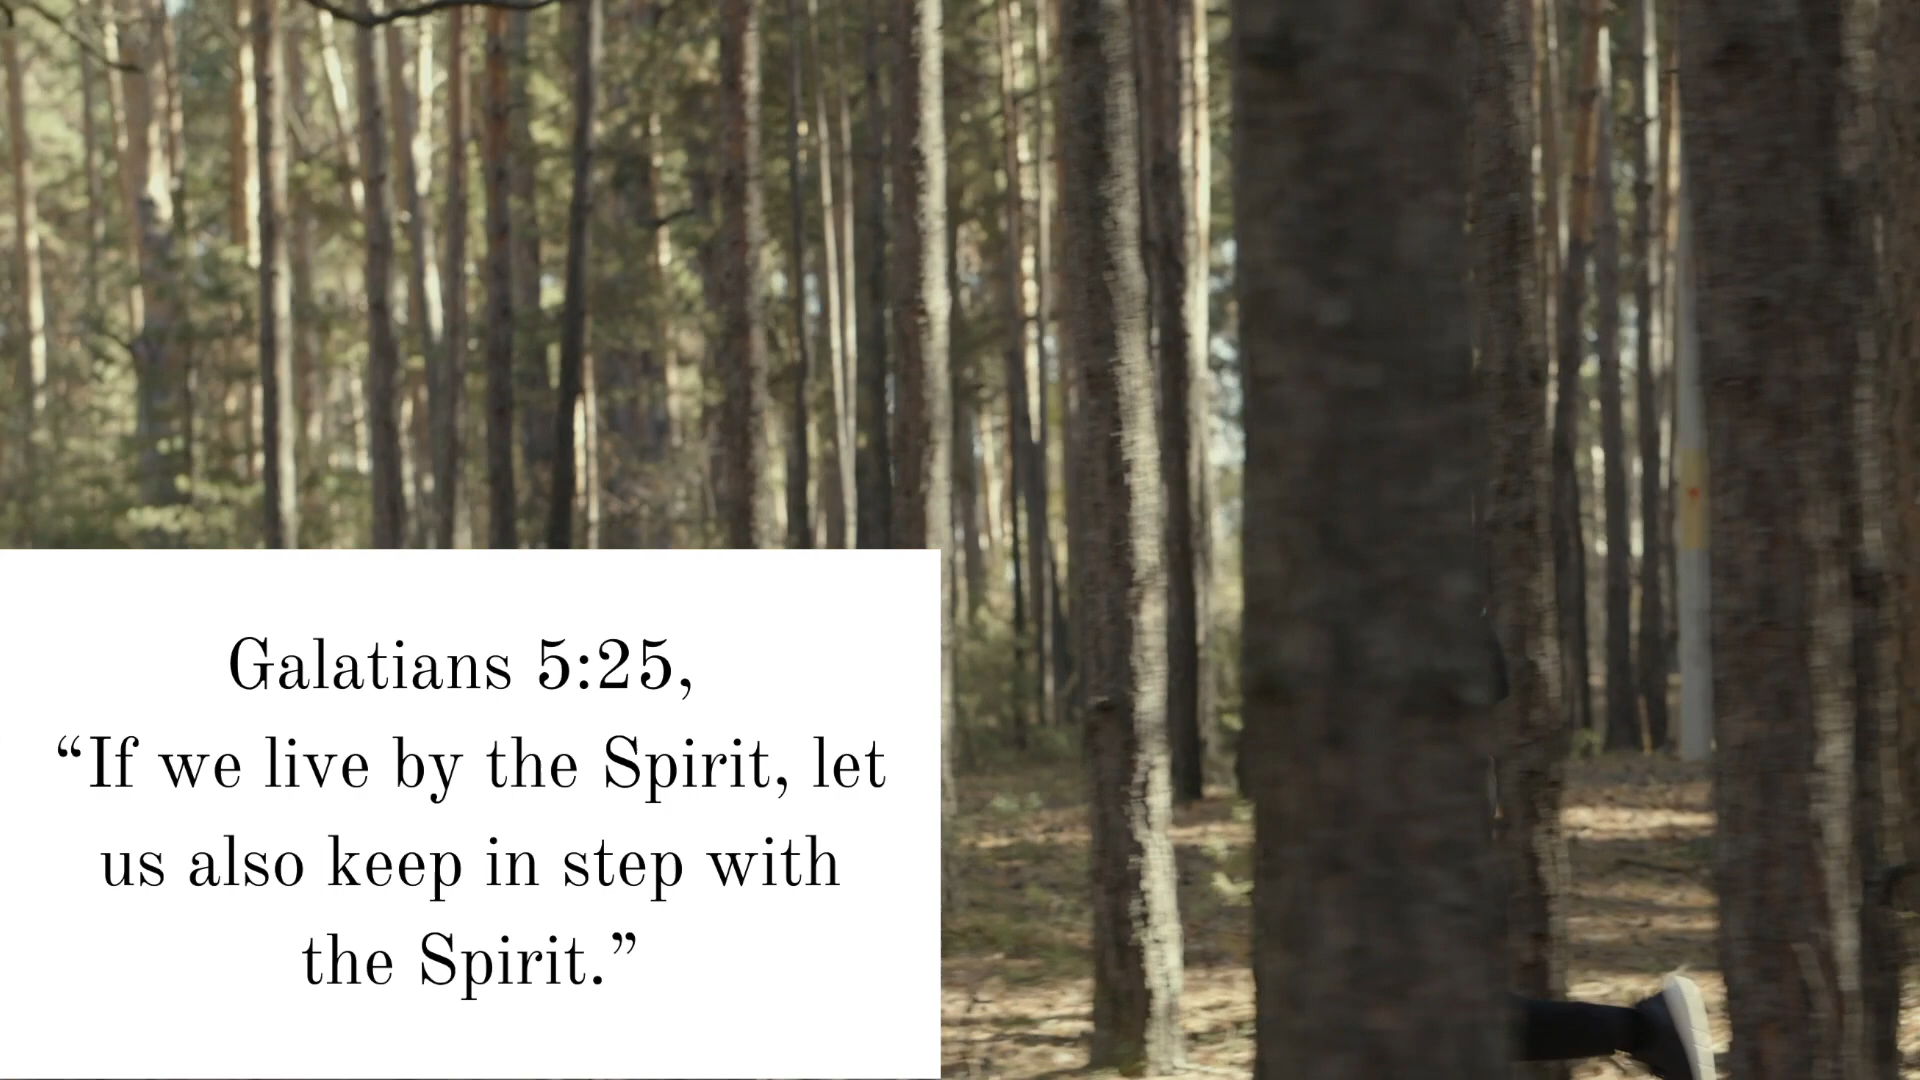 Galatians 5:25,
“If we live by the Spirit, let
us also keep in step with
the Spirit.”